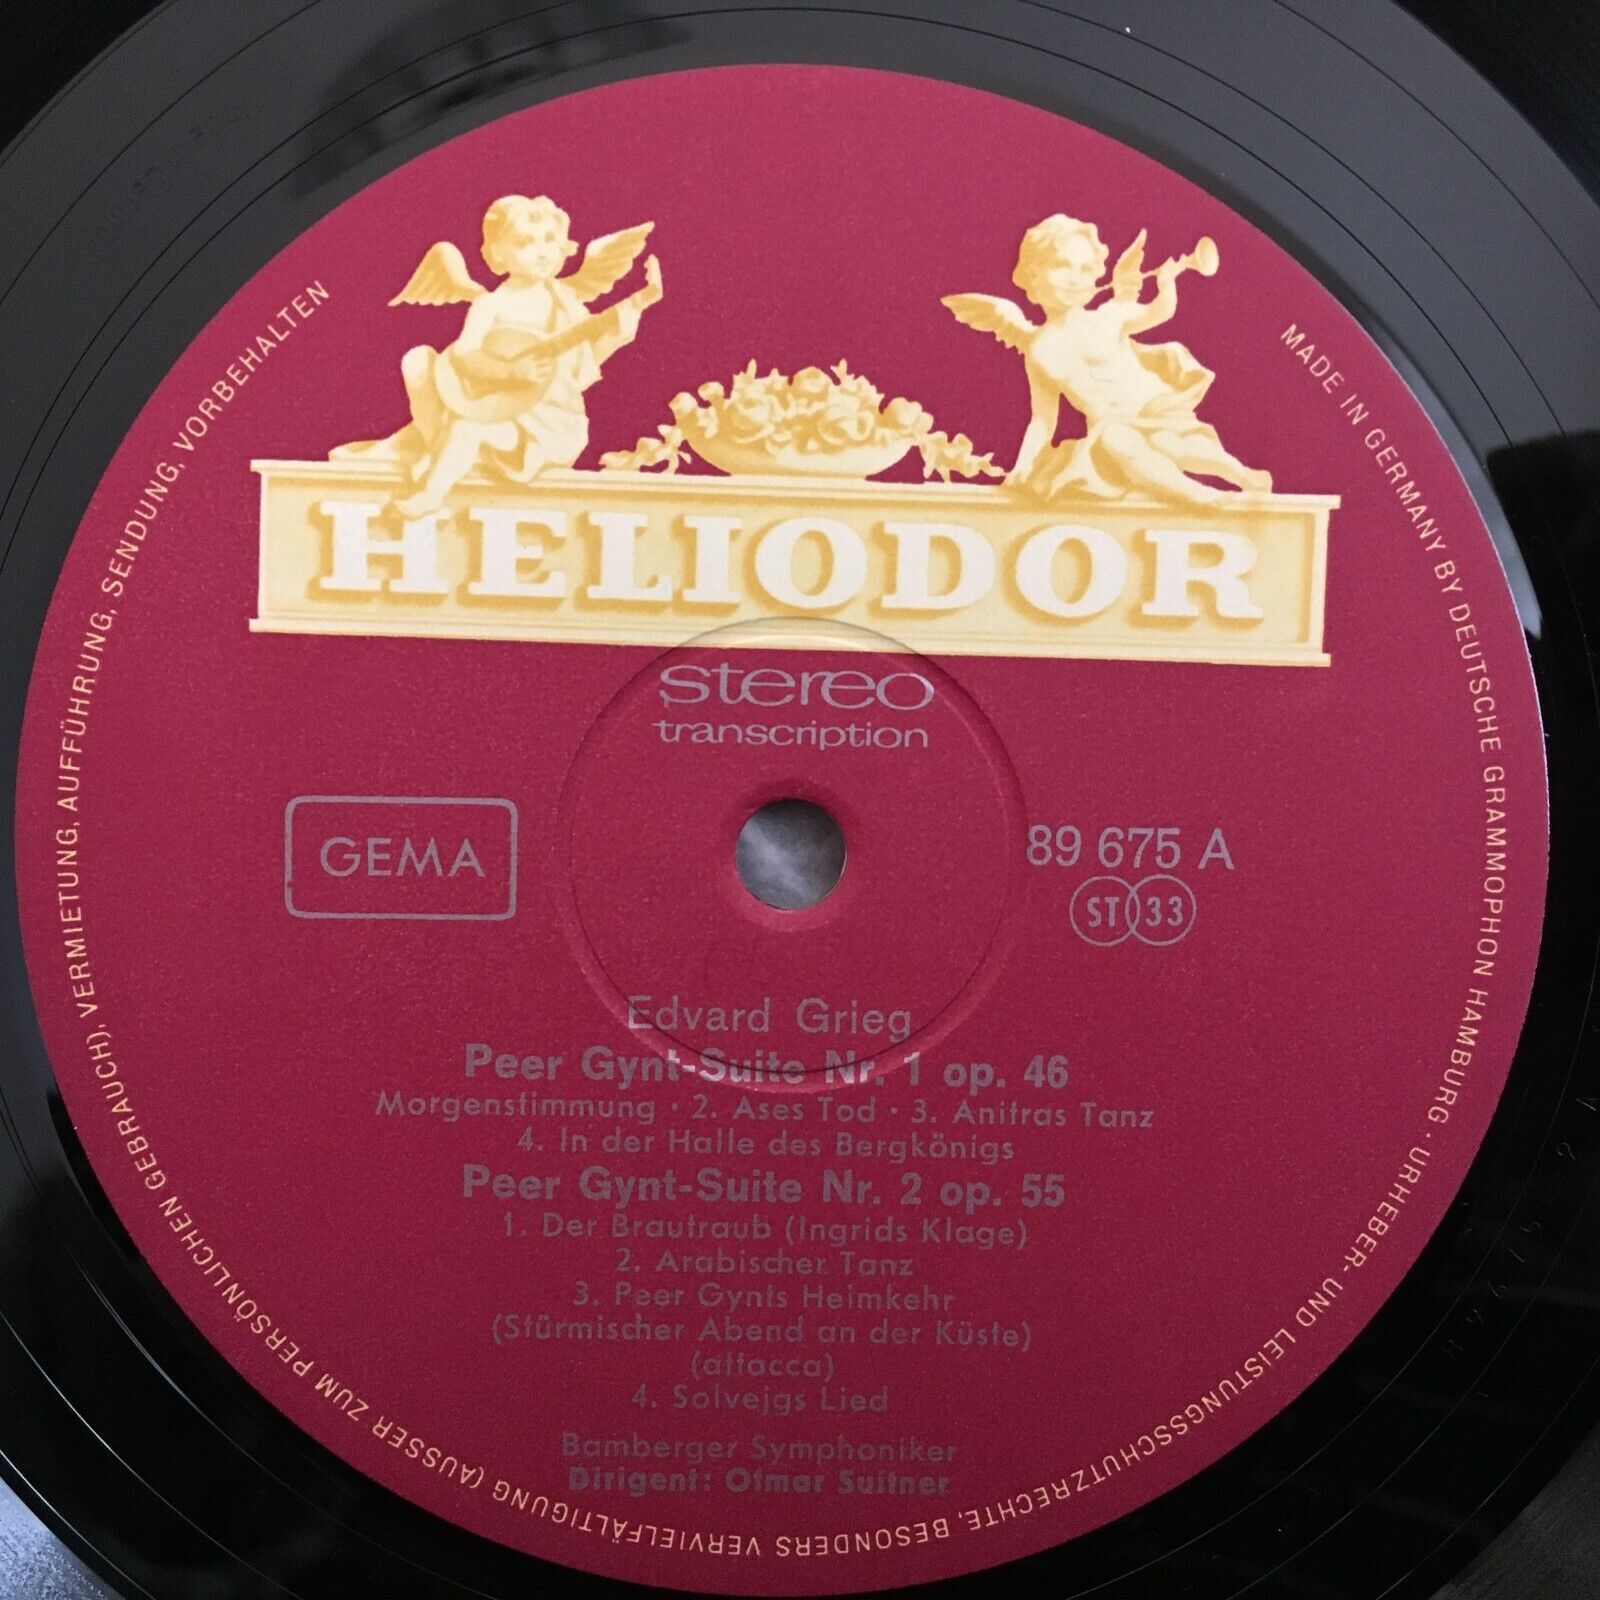 HELIODOR
stereo
transcription
GEMA
89 675 A
ST 33
Edvard Grieg
Peer Gynt-Suite Nr. 1 op. 46
Morgenstimmung · 2. Ases Tod · 3. Anitras Tanz
4. In der Halle des Bergkönigs
Peer Gynt-Suite Nr. 2 op. 55
1. Der Brautraub (Ingrids Klage)
2. Arabischer Tanz
3. Peer Gynts Heimkehr
(Stürmischer Abend an der Küste)
(attacca)
4. Solvejgs Lied
Bamberger Symphoniker
Dirigent: Otmar Suitner
MADE IN GERMANY BY DEUTSCHE GRAMMOPHON HAMBURG · URHEBER- UND LEISTUNGSSCHUTZRECHTE, BESONDERS VERVIELFÄLTIGUNG (AUSSER ZUM PERSÖNLICHEN GEBRAUCH), VERMIETUNG, AUFFÜHRUNG, SENDUNG, VORBEHALTEN